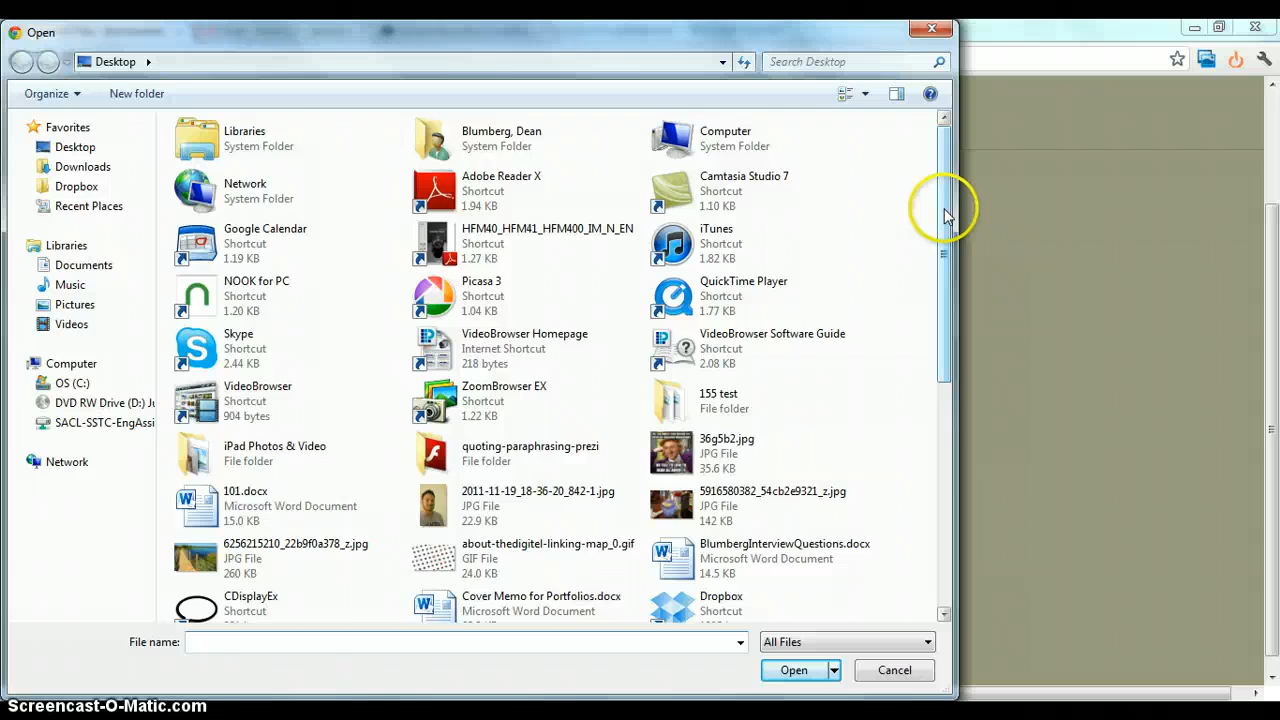 Open
Desktop
Search Desktop
Organize
New folder
Favorites
Desktop
Downloads
Dropbox
Recent Places
Libraries
Documents
Music
Pictures
Videos
Computer
OS (C:)
DVD RW Drive (D:) Ju
SACL-SSTC-EngAssi
Network
Libraries
System Folder
Blumberg, Dean
System Folder
Computer
System Folder
Network
System Folder
Adobe Reader X
Shortcut
1.94 KB
Camtasia Studio 7
Shortcut
1.10 KB
Google Calendar
Shortcut
1.19 KB
HFM40_HFM41_HFM400_IM_N_EN
Shortcut
1.27 KB
iTunes
Shortcut
1.82 KB
NOOK for PC
Shortcut
1.20 KB
Picasa 3
Shortcut
1.04 KB
QuickTime Player
Shortcut
1.77 KB
Skype
Shortcut
2.44 KB
VideoBrowser Homepage
Internet Shortcut
218 bytes
VideoBrowser Software Guide
Shortcut
2.08 KB
VideoBrowser
Shortcut
904 bytes
ZoomBrowser EX
Shortcut
1.22 KB
155 test
File folder
iPad Photos & Video
File folder
quoting-paraphrasing-prezi
File folder
36g5b2.jpg
JPG File
35.6 KB
101.docx
Microsoft Word Document
15.0 KB
2011-11-19_18-36-20_842-1.jpg
JPG File
22.9 KB
5916580382_54cb2e9321_z.jpg
JPG File
142 KB
6256215210_22b9f0a378_z.jpg
JPG File
260 KB
about-thedigitel-linking-map_0.gif
GIF File
24.0 KB
BlumbergInterviewQuestions.docx
Microsoft Word Document
14.5 KB
CDisplayEx
Shortcut
Cover Memo for Portfolios.docx
Microsoft Word Document
Dropbox
Shortcut
File name:
All Files
Open
Cancel
Screencast-O-Matic.com